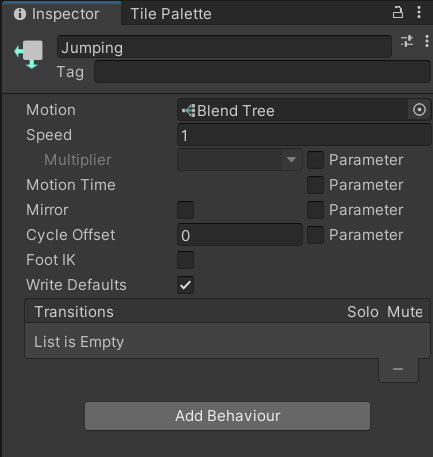 Inspector Tile Palette
Jumping
Tag
Motion Blend Tree
Speed 1
Multiplier Parameter
Motion Time Parameter
Mirror Parameter
Cycle Offset 0 Parameter
Foot IK
Write Defaults
Transitions Solo Mute
List is Empty
Add Behaviour